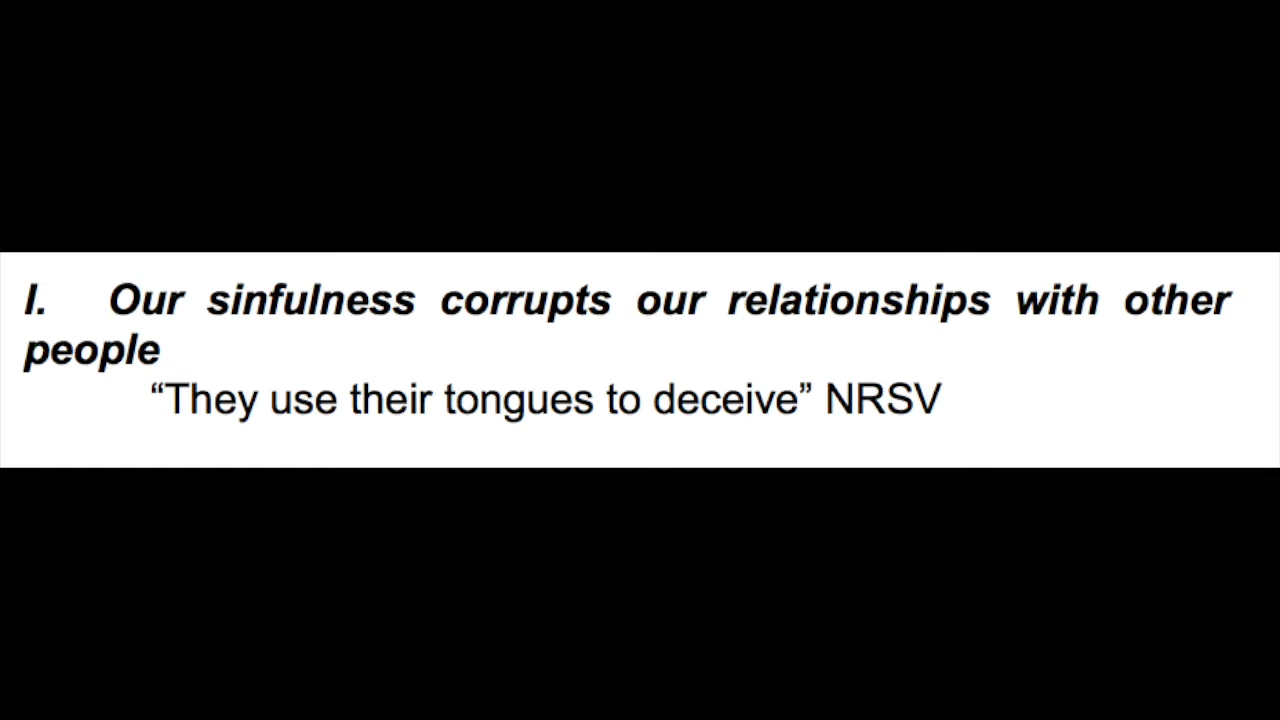 I. Our sinfulness corrupts our relationships with other
people
“They use their tongues to deceive” NRSV